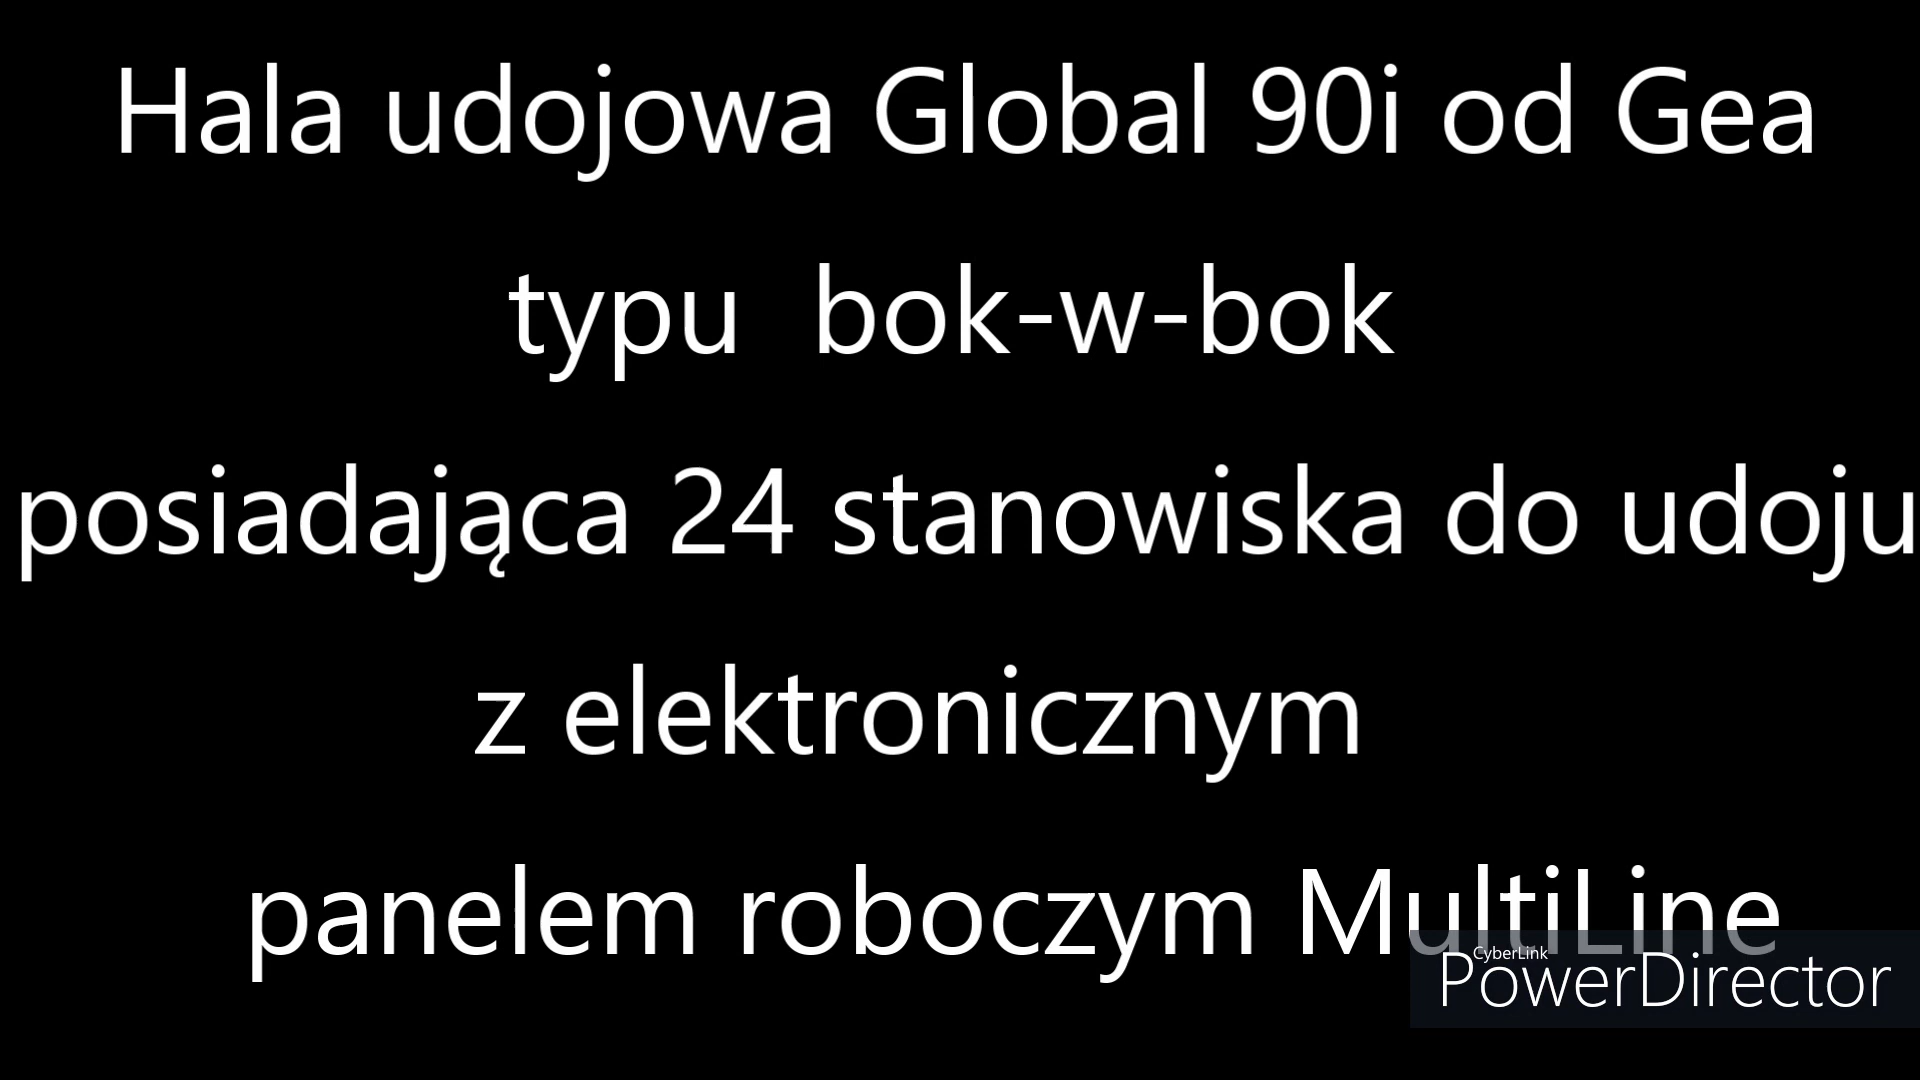 Hala udojowa Global 90i od Gea
typu  bok-w-bok
posiadająca 24 stanowiska do udoju
z elektronicznym
panelem roboczym MultiLine
CyberLink
PowerDirector